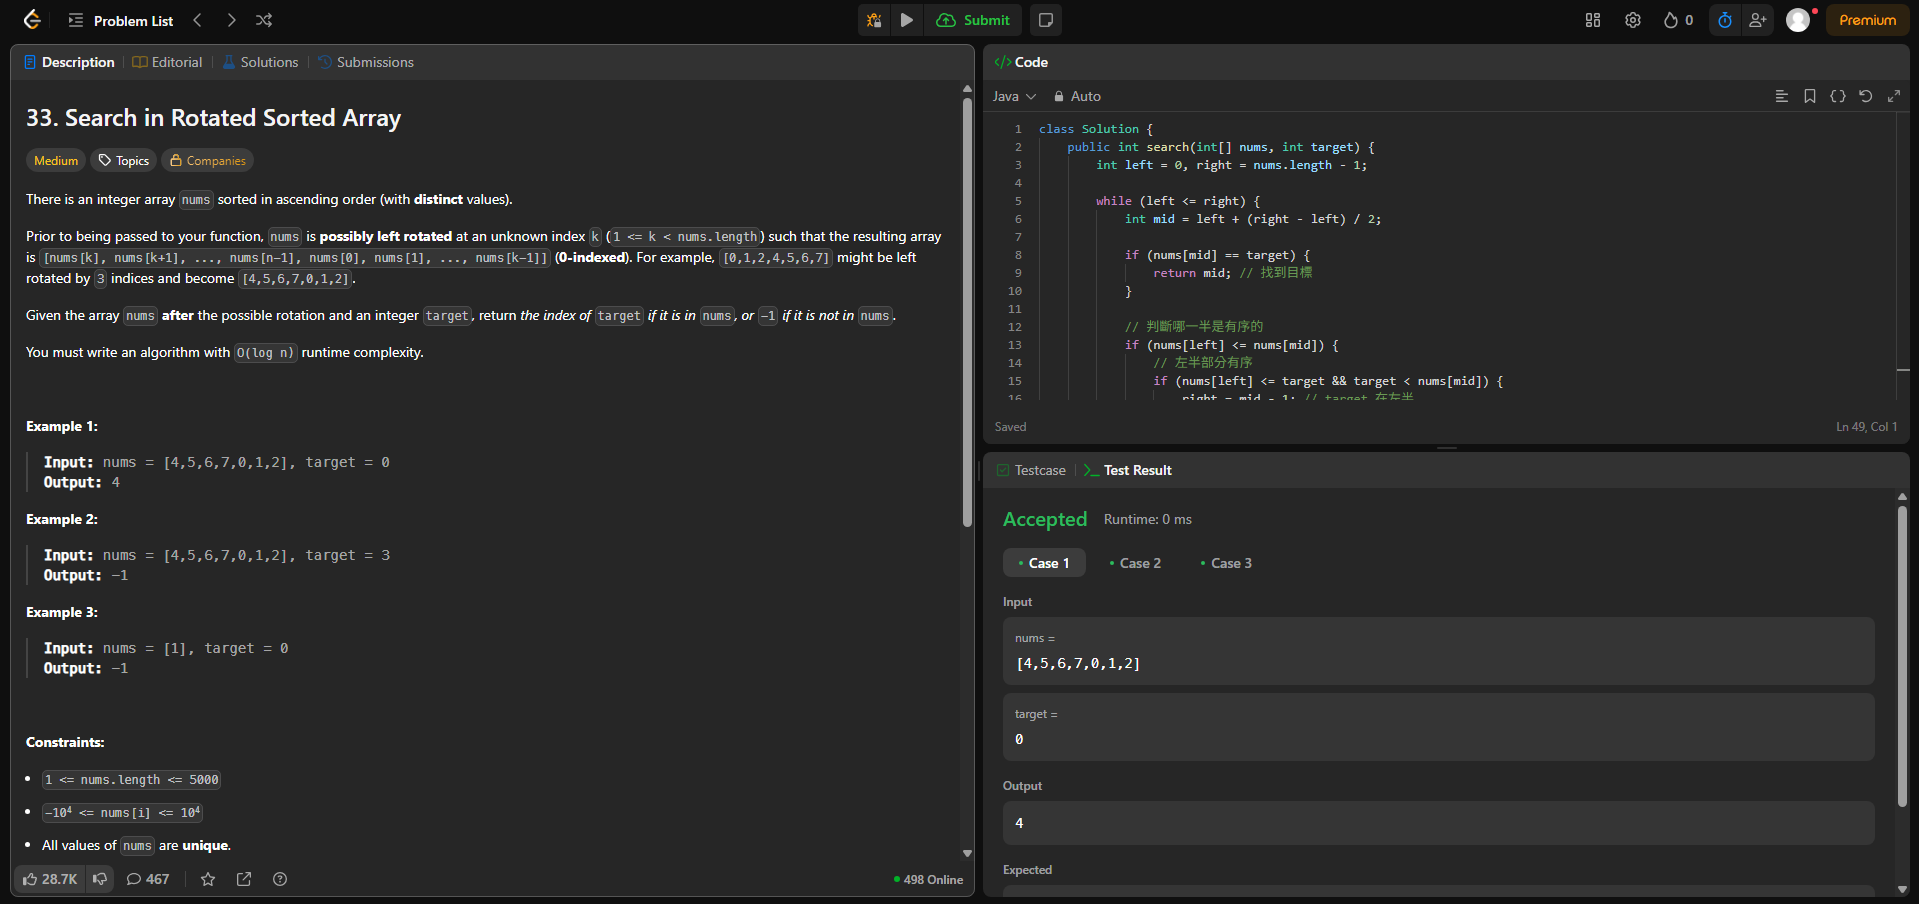 Problem List
Submit
0
Premium
Description
Editorial
Solutions
Submissions
33. Search in Rotated Sorted Array
Medium
Topics
Companies
There is an integer array nums sorted in ascending order (with distinct values).
Prior to being passed to your function, nums is possibly left rotated at an unknown index k (1 <= k < nums.length) such that the resulting array
is [nums[k], nums[k+1], ..., nums[n-1], nums[0], nums[1], ..., nums[k-1]] (0-indexed). For example, [0,1,2,4,5,6,7] might be left
rotated by 3 indices and become [4,5,6,7,0,1,2].
Given the array nums after the possible rotation and an integer target, return the index of target if it is in nums, or -1 if it is not in nums.
You must write an algorithm with O(log n) runtime complexity.
Example 1:
Input: nums = [4,5,6,7,0,1,2], target = 0
Output: 4
Example 2:
Input: nums = [4,5,6,7,0,1,2], target = 3
Output: -1
Example 3:
Input: nums = [1], target = 0
Output: -1
Constraints:
• 1 <= nums.length <= 5000
• -10⁴ <= nums[i] <= 10⁴
• All values of nums are unique.
28.7K
467
498 Online
</> Code
Java
Auto
1 class Solution {
2 public int search(int[] nums, int target) {
3 int left = 0, right = nums.length - 1;
4
5 while (left <= right) {
6 int mid = left + (right - left) / 2;
7
8 if (nums[mid] == target) {
9 return mid; // 找到目標
10 }
11
12 // 判斷哪一半是有序的
13 if (nums[left] <= nums[mid]) {
14 // 左半部分有序
15 if (nums[left] <= target && target < nums[mid]) {
16 right = mid - 1; // target 在左半
Saved
Ln 49, Col 1
Testcase
Test Result
Accepted
Runtime: 0 ms
Case 1
Case 2
Case 3
Input
nums =
[4,5,6,7,0,1,2]
target =
0
Output
4
Expected